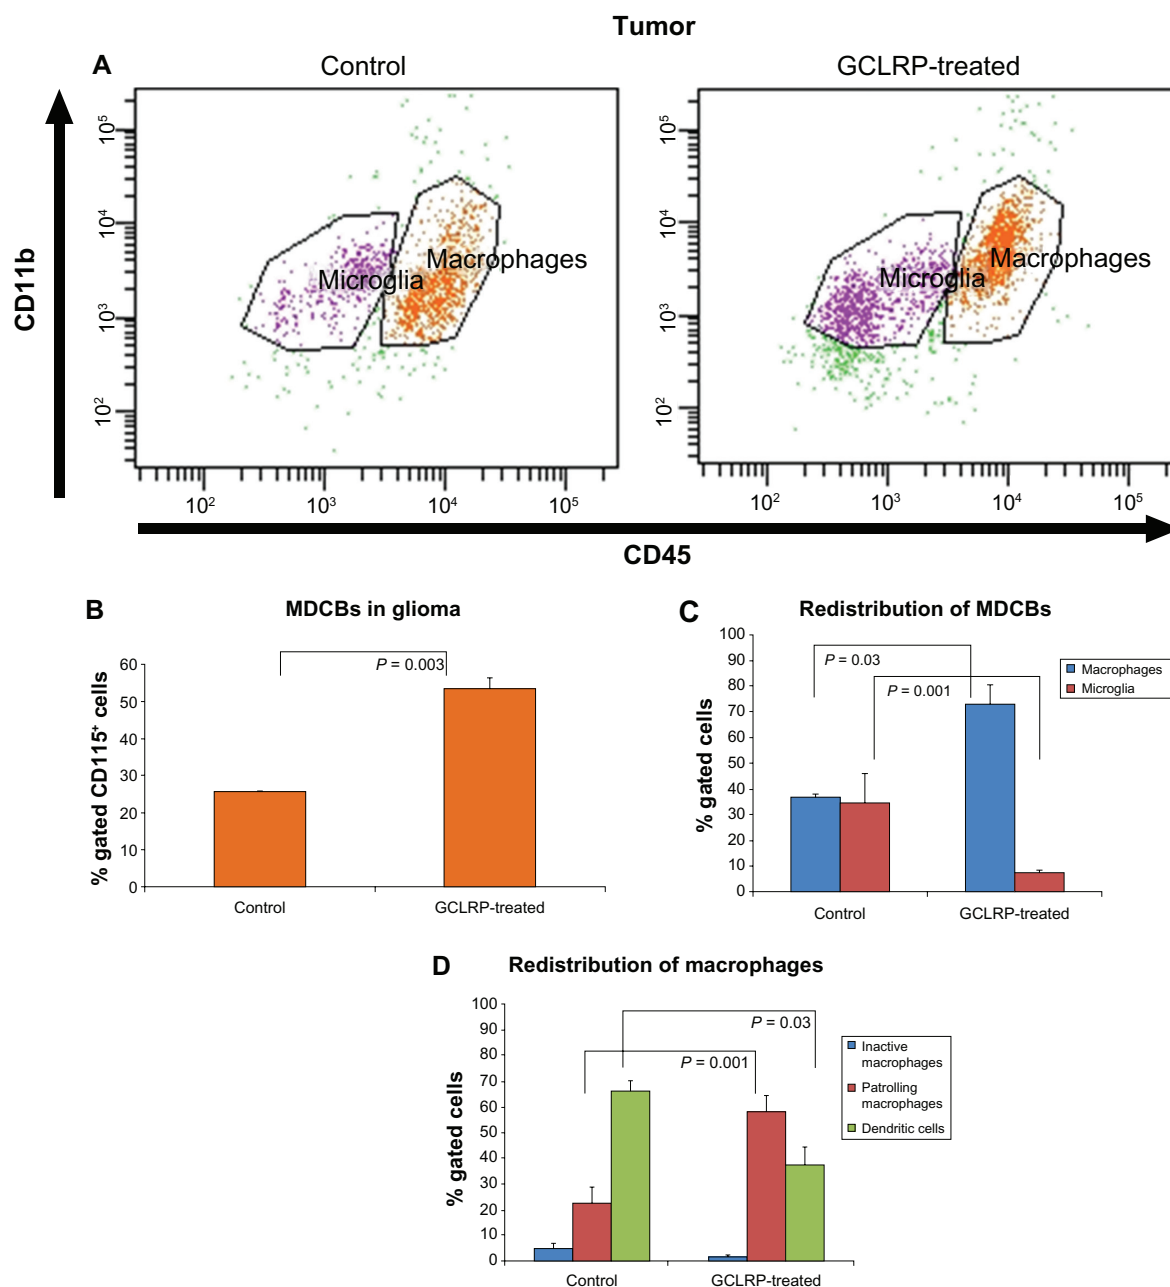 Tumor
A
Control
GCLRP-treated
CD11b
10⁵
10⁴
10³
10²
Microglia
Macrophages
10² 10³ 10⁴ 10⁵
10⁵
10⁴
10³
10²
Microglia
Macrophages
10² 10³ 10⁴ 10⁵
CD45
B
MDCBs in glioma
% gated CD115⁺ cells
60
50
40
30
20
10
0
P = 0.003
Control
GCLRP-treated
C
Redistribution of MDCBs
% gated cells
100
90
80
70
60
50
40
30
20
10
0
P = 0.03
P = 0.001
Macrophages
Microglia
Control
GCLRP-treated
D
Redistribution of macrophages
% gated cells
100
90
80
70
60
50
40
30
20
10
0
P = 0.03
P = 0.001
Inactive
macrophages
Patrolling
macrophages
Dendritic cells
Control
GCLRP-treated